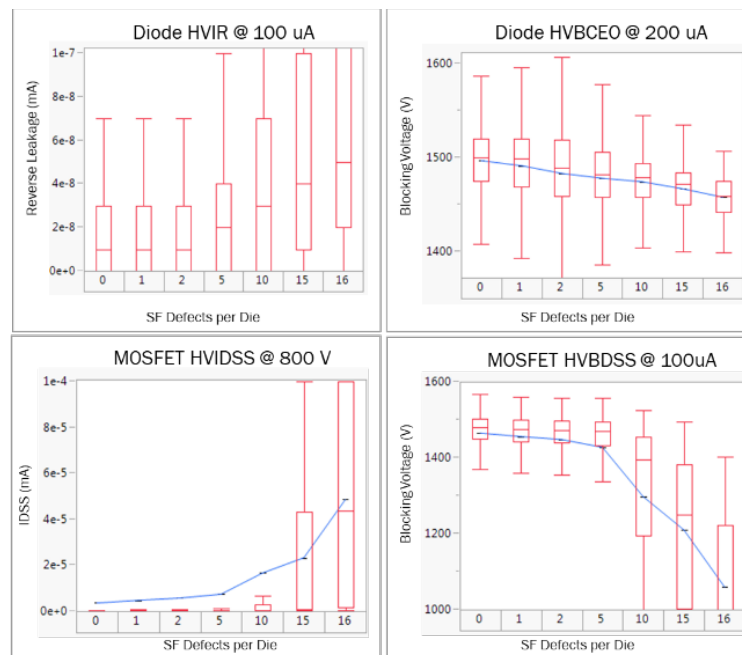 Diode HVIR @ 100 uA
Reverse Leakage (mA)
1e-7
8e-8
6e-8
4e-8
2e-8
0e+0
0 1 2 5 10 15 16
SF Defects per Die
Diode HVBCEO @ 200 uA
Blocking Voltage (V)
1600
1500
1400
0 1 2 5 10 15 16
SF Defects per Die
MOSFET HVIDSS @ 800 V
IDSS (mA)
1e-4
8e-5
6e-5
4e-5
2e-5
0e+0
0 1 2 5 10 15 16
SF Defects per Die
MOSFET HVBDSS @ 100uA
Blocking Voltage (V)
1600
1400
1200
1000
0 1 2 5 10 15 16
SF Defects per Die